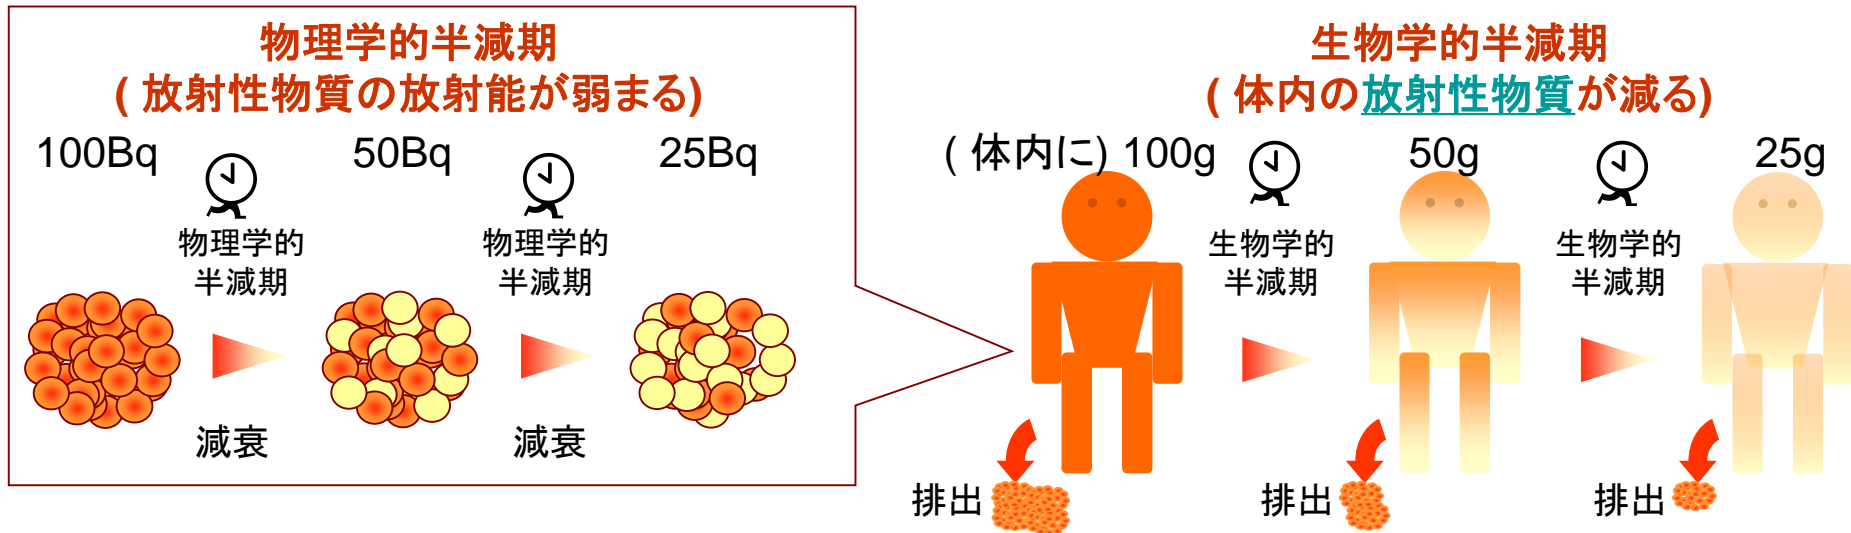 物理学的半減期
( 放射性物質の放射能が弱まる)
100Bq
50Bq
25Bq
物理学的
半減期
物理学的
半減期
減衰
減衰
生物学的半減期
( 体内の放射性物質が減る)
( 体内に) 100g
50g
25g
生物学的
半減期
生物学的
半減期
排出
排出
排出